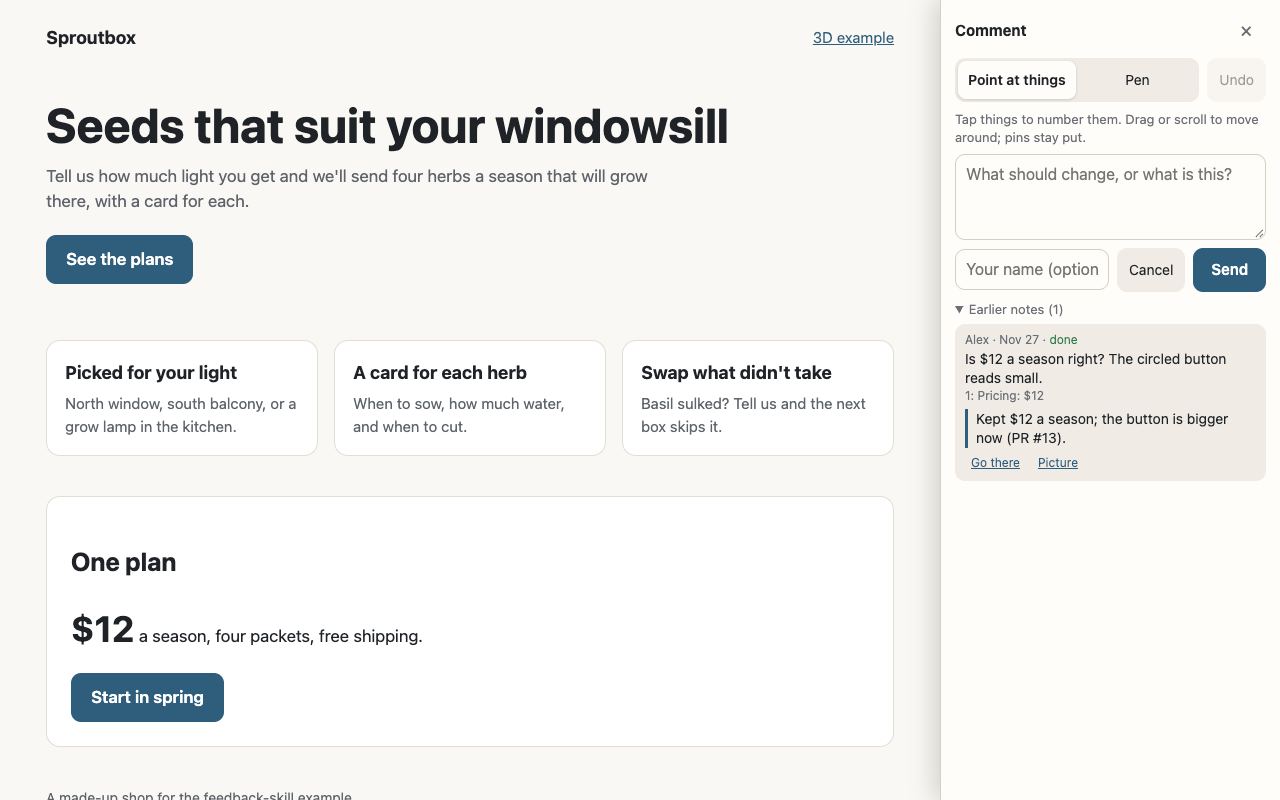 Sproutbox
3D example
Seeds that suit your windowsill
Tell us how much light you get and we'll send four herbs a season that will grow
there, with a card for each.
See the plans
Picked for your light
North window, south balcony, or a
grow lamp in the kitchen.
A card for each herb
When to sow, how much water,
and when to cut.
Swap what didn't take
Basil sulked? Tell us and the next
box skips it.
One plan
$12 a season, four packets, free shipping.
Start in spring
A made-up shop for the feedback-skill example.
Comment
×
Point at things
Pen
Undo
Tap things to number them. Drag or scroll to move
around; pins stay put.
What should change, or what is this?
Your name (option
Cancel
Send
▼ Earlier notes (1)
Alex · Nov 27 · done
Is $12 a season right? The circled button
reads small.
1: Pricing: $12
Kept $12 a season; the button is bigger
now (PR #13).
Go there
Picture